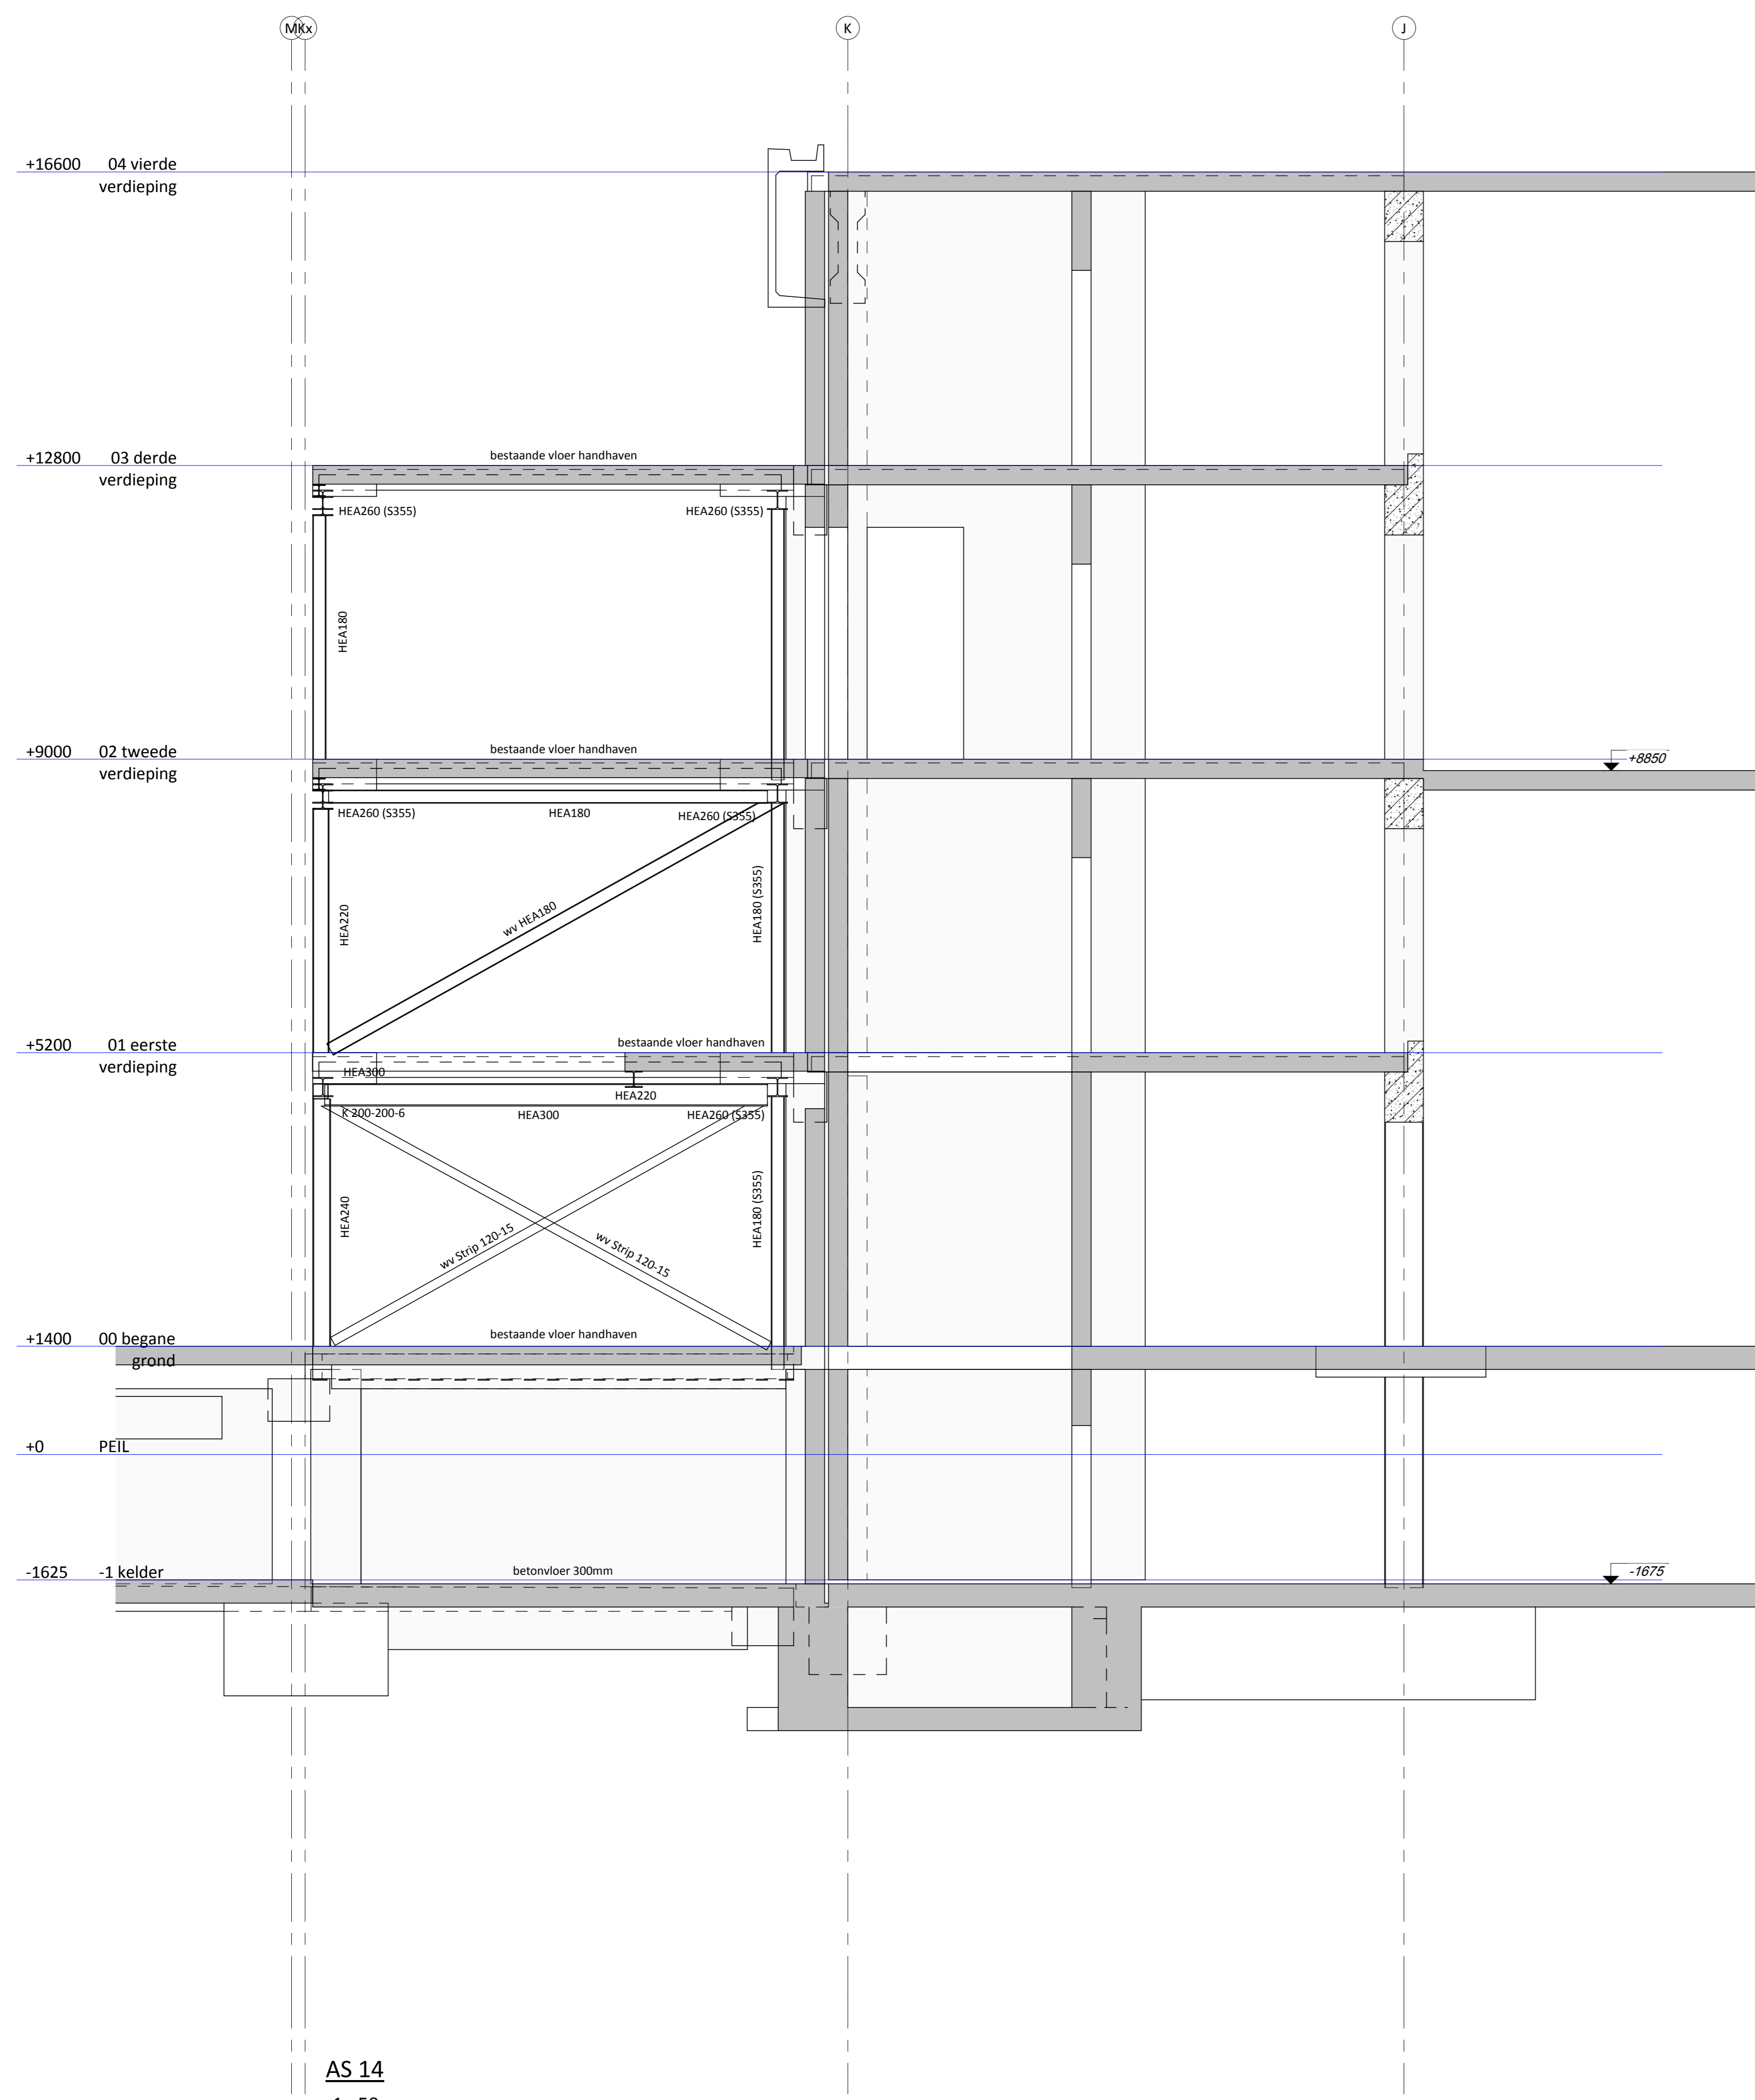 M Kx K J
+16600 04 vierde
verdieping
+12800 03 derde
verdieping
bestaande vloer handhaven
HEA260 (S355) HEA260 (S355)
HEA180
+9000 02 tweede
verdieping
bestaande vloer handhaven
+8850
HEA260 (S355) HEA180 HEA260 (S355)
HEA220
wv HEA180
HEA180 (S355)
+5200 01 eerste
verdieping
bestaande vloer handhaven
HEA300
HEA220
K 200-200-6 HEA300 HEA260 (S355)
HEA240
wv Strip 120-15
wv Strip 120-15
HEA180 (S355)
+1400 00 begane
grond
bestaande vloer handhaven
+0 PEIL
-1625 -1 kelder
betonvloer 300mm
-1675
AS 14